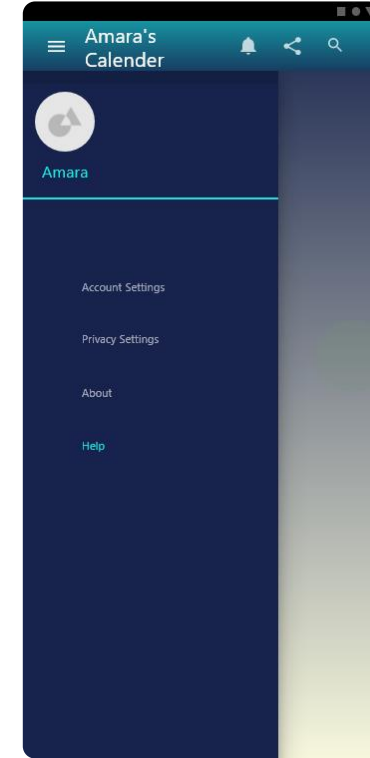 Amara's
Calender
Amara
Account Settings
Privacy Settings
About
Help